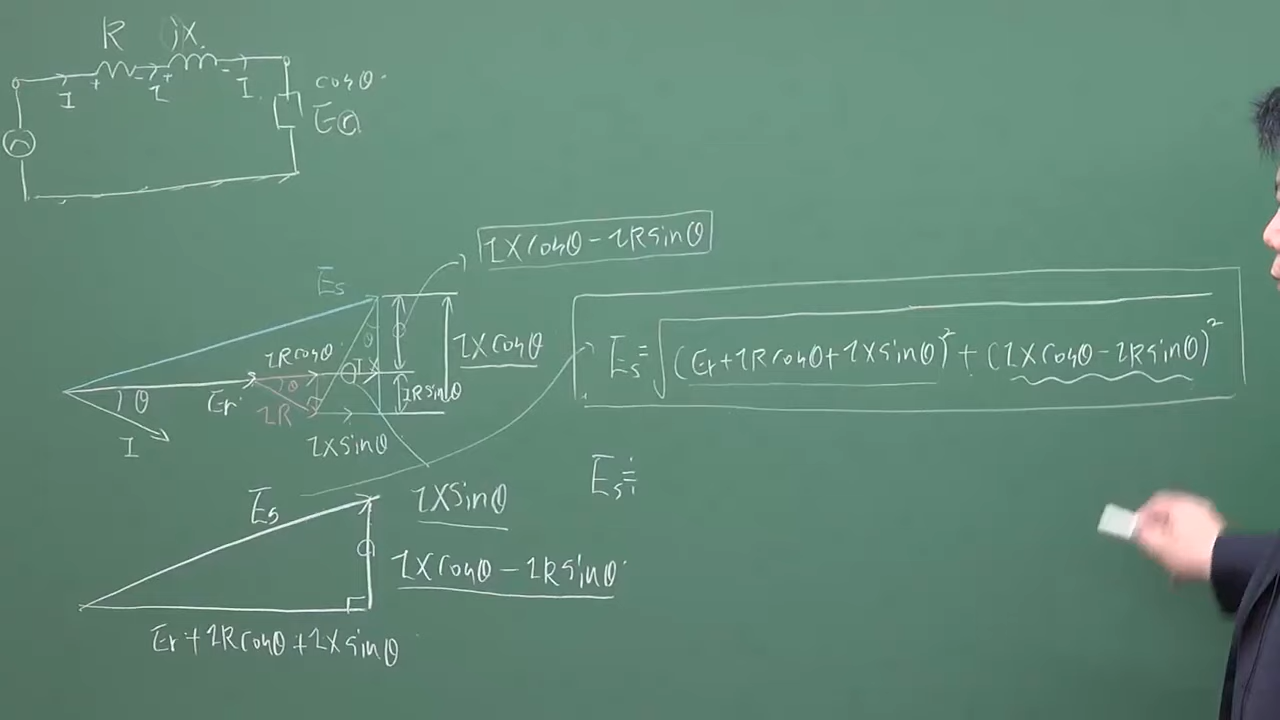 R jX
I I I
cosθ
Er
IXcosθ - IRsinθ
Es
IRcosθ
θ
IXcosθ
Es = √(Er+IRcosθ+IXsinθ)² + (IXcosθ - IRsinθ)²
θ IX
θ Er IR IRsinθ
I
IXsinθ
Es ≒
Es IXsinθ
IXcosθ - IRsinθ
Er+IRcosθ+IXsinθ